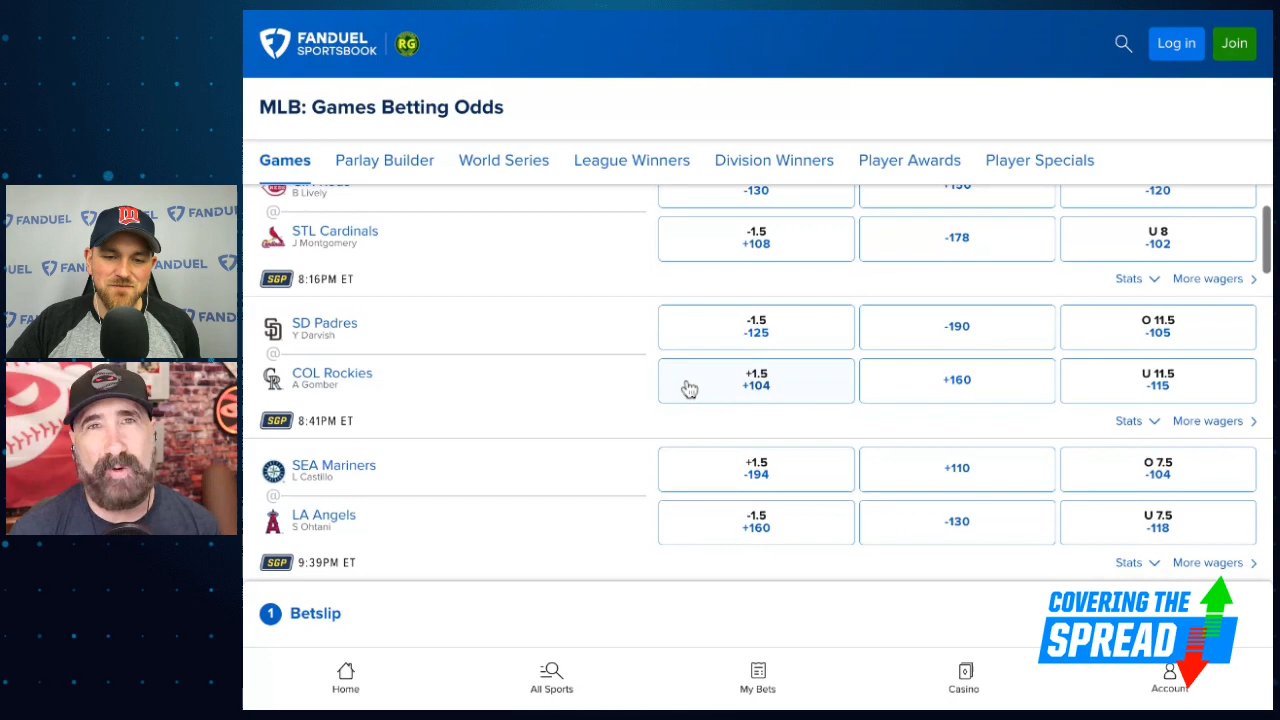 FANDUEL
SPORTSBOOK
RG
Log in
Join
MLB: Games Betting Odds
Games
Parlay Builder
World Series
League Winners
Division Winners
Player Awards
Player Specials
B Lively
-130
-120
@
STL Cardinals
J Montgomery
-1.5
+108
-178
U 8
-102
SGP 8:16PM ET
Stats
More wagers
SD Padres
Y Darvish
-1.5
-125
-190
O 11.5
-105
@
COL Rockies
A Gomber
+1.5
+104
+160
U 11.5
-115
SGP 8:41PM ET
Stats
More wagers
SEA Mariners
L Castillo
+1.5
-194
+110
O 7.5
-104
@
LA Angels
S Ohtani
-1.5
+160
-130
U 7.5
-118
SGP 9:39PM ET
Stats
More wagers
1 Betslip
Home
All Sports
My Bets
Casino
Account
COVERING THE
SPREAD
FANDUEL
FANDUEL